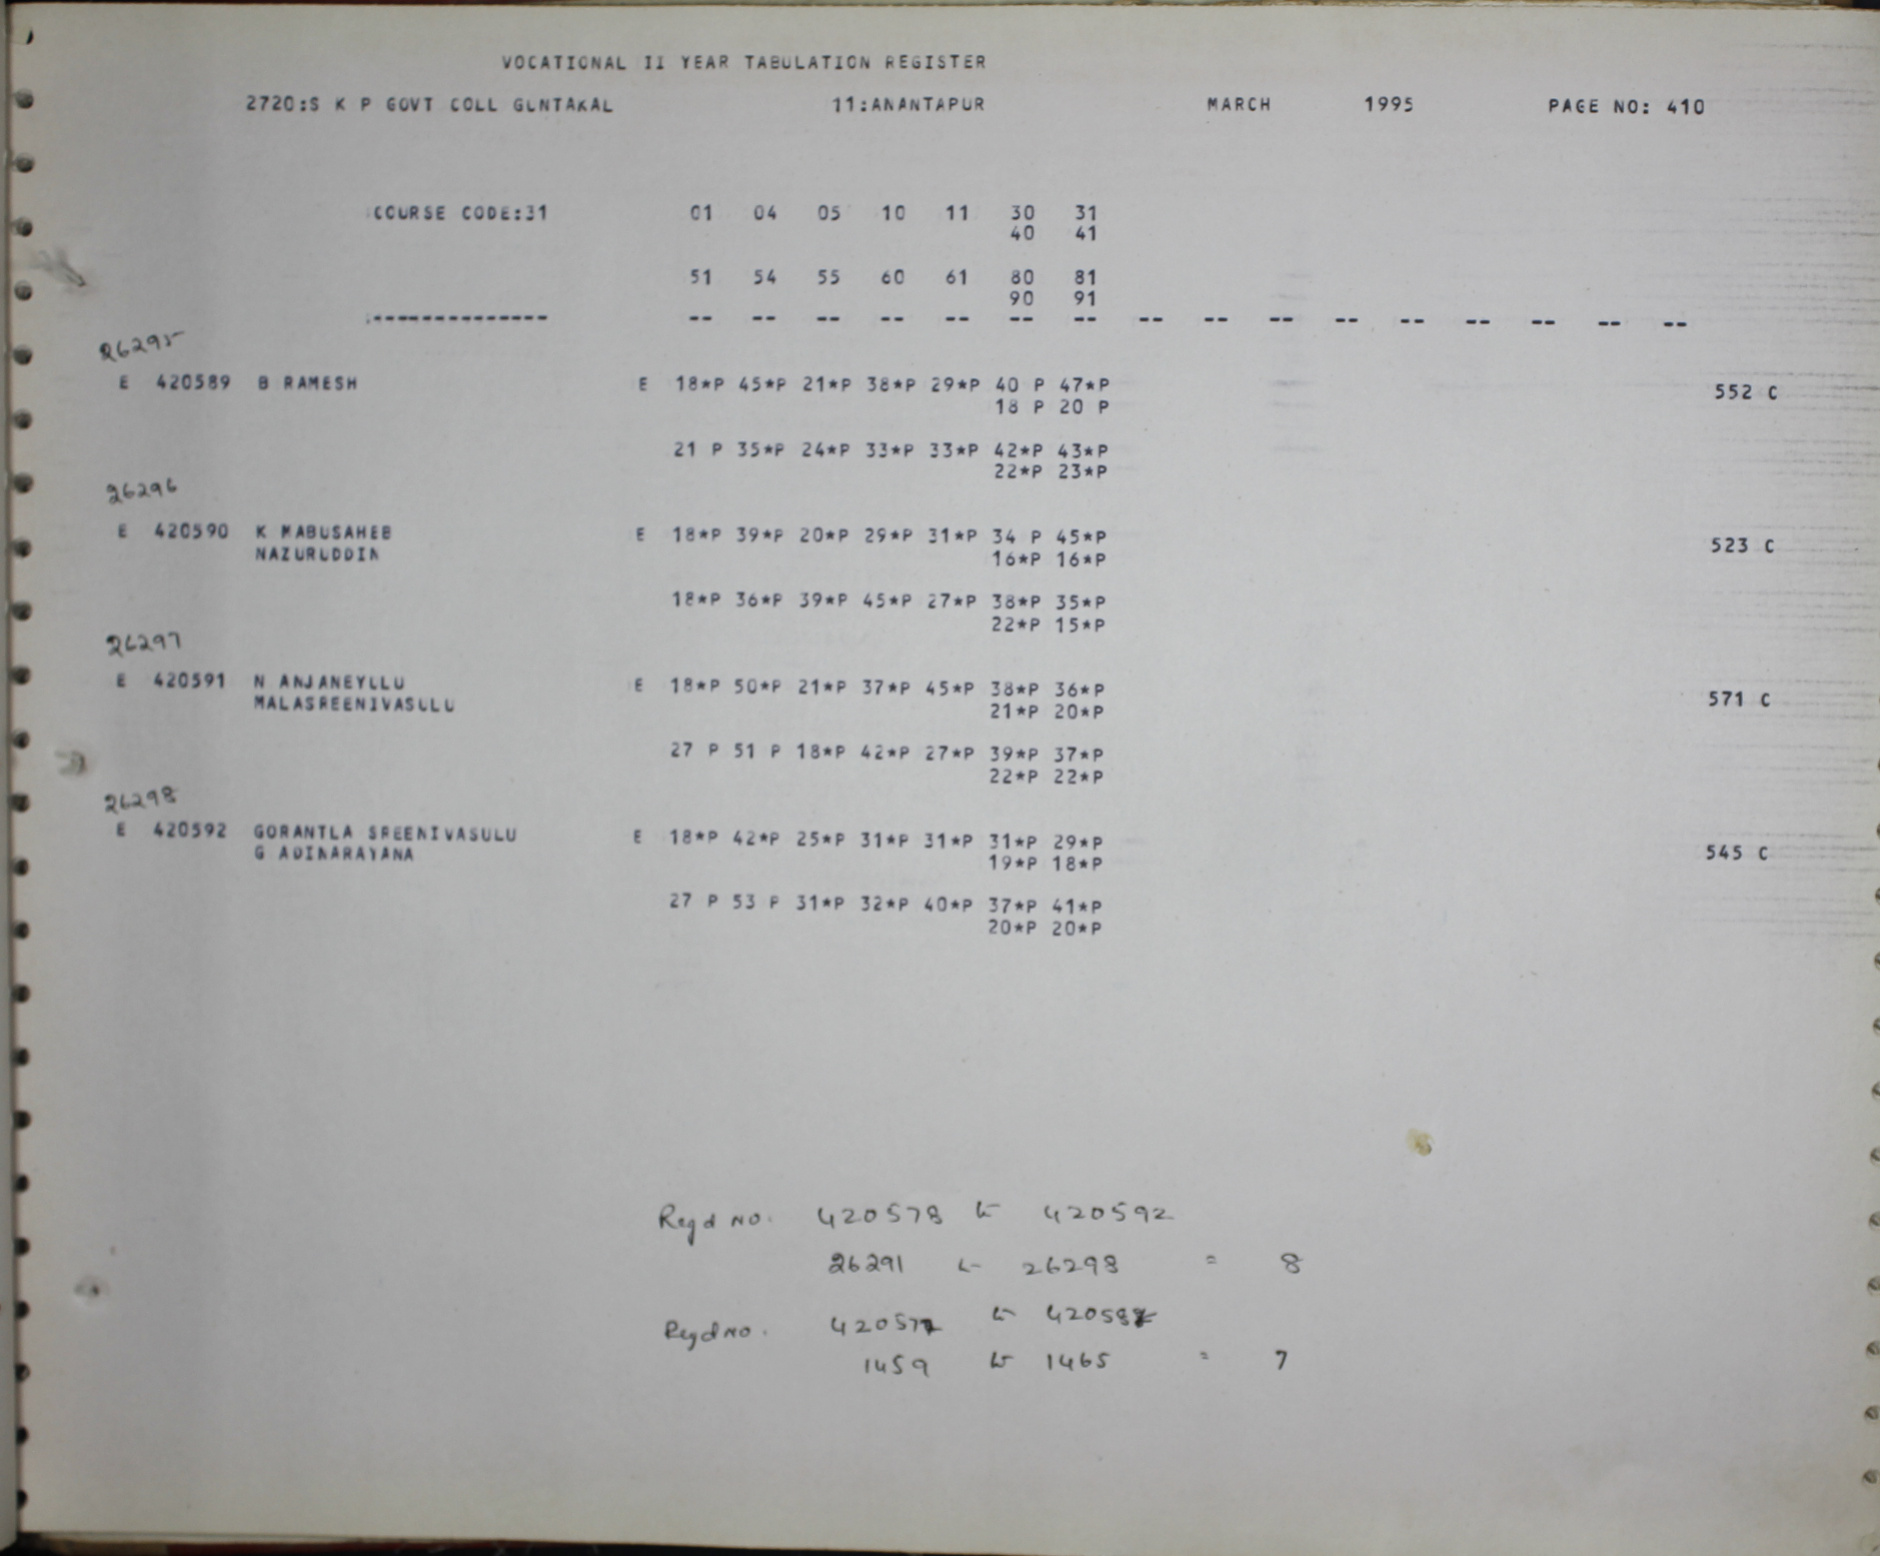 VOCATIONAL II YEAR TABULATION REGISTER
2720:S K P GOVT COLL GUNTAKAL 11:ANANTAPUR MARCH 1995 PAGE NO: 410
COURSE CODE:31 01 04 05 10 11 30 31
40 41
51 54 55 60 61 80 81
90 91
-------------- -- -- -- -- -- -- -- -- -- -- -- -- -- -- -- --
26295
E 420589 B RAMESH E 18*P 45*P 21*P 38*P 29*P 40 P 47*P 552 C
18 P 20 P
21 P 35*P 24*P 33*P 33*P 42*P 43*P
22*P 23*P
26296
E 420590 K MABUSAHEB E 18*P 39*P 20*P 29*P 31*P 34 P 45*P 523 C
NAZURUDDIN 16*P 16*P
18*P 36*P 39*P 45*P 27*P 38*P 35*P
22*P 15*P
26297
E 420591 N ANJANEYLLU E 18*P 50*P 21*P 37*P 45*P 38*P 36*P 571 C
MALASREENIVASULU 21*P 20*P
27 P 51 P 18*P 42*P 27*P 39*P 37*P
22*P 22*P
26298
E 420592 GORANTLA SREENIVASULU E 18*P 42*P 25*P 31*P 31*P 31*P 29*P 545 C
G ADINARAYANA 19*P 18*P
27 P 53 P 31*P 32*P 40*P 37*P 41*P
20*P 20*P
Regd No. 420578 to 420592
26291 to 26298 = 8
Regd No. to
1459 to 1465 = 7